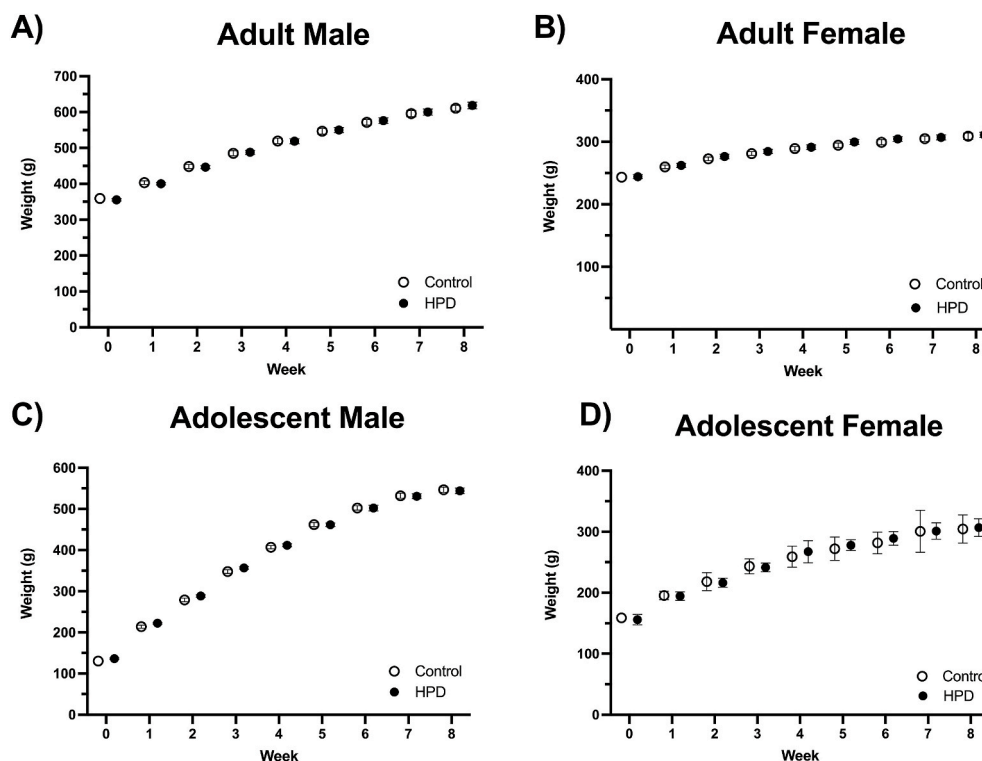 A)
Adult Male
700
600
500
400
300
200
100
0
Weight (g)
Control
HPD
0 1 2 3 4 5 6 7 8
Week
B)
Adult Female
400
300
200
100
Weight (g)
Control
HPD
0 1 2 3 4 5 6 7 8
Week
C)
Adolescent Male
600
500
400
300
200
100
0
Weight (g)
Control
HPD
0 1 2 3 4 5 6 7 8
Week
D)
Adolescent Female
400
300
200
100
0
Weight (g)
Contro
HPD
0 1 2 3 4 5 6 7 8
Week